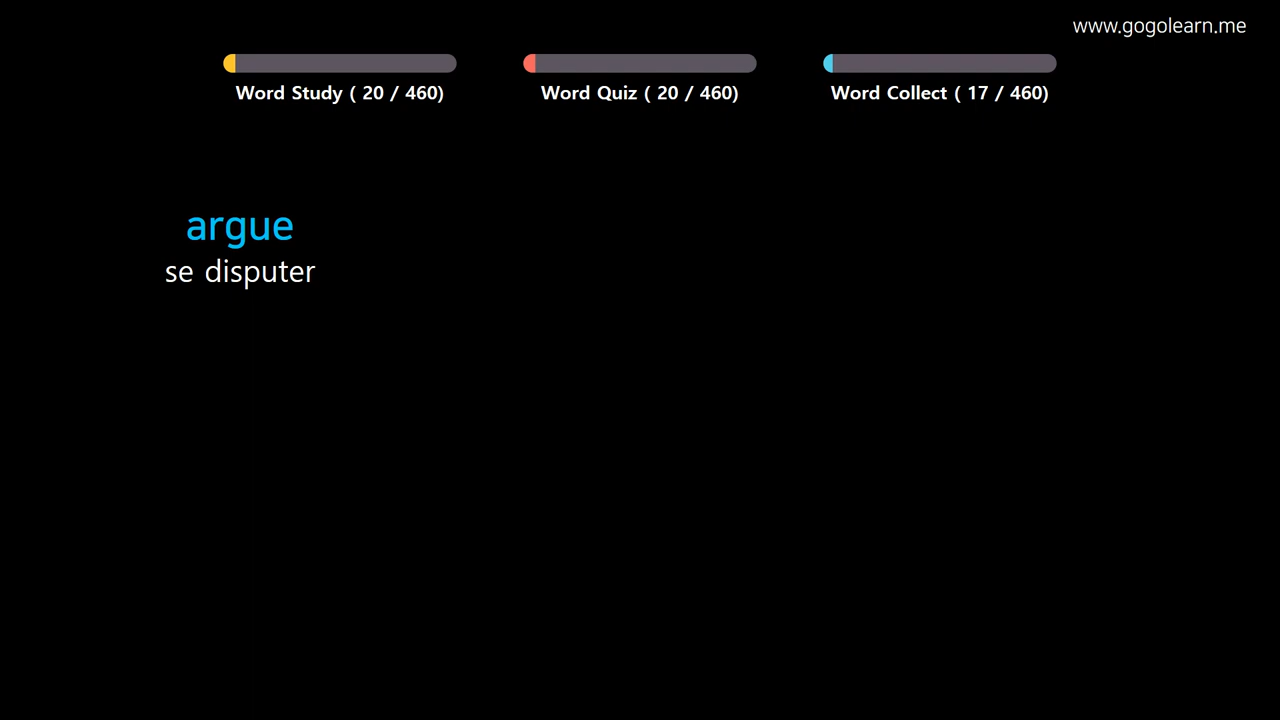 www.gogolearn.me
Word Study ( 20 / 460)
Word Quiz ( 20 / 460)
Word Collect ( 17 / 460)
argue
se disputer